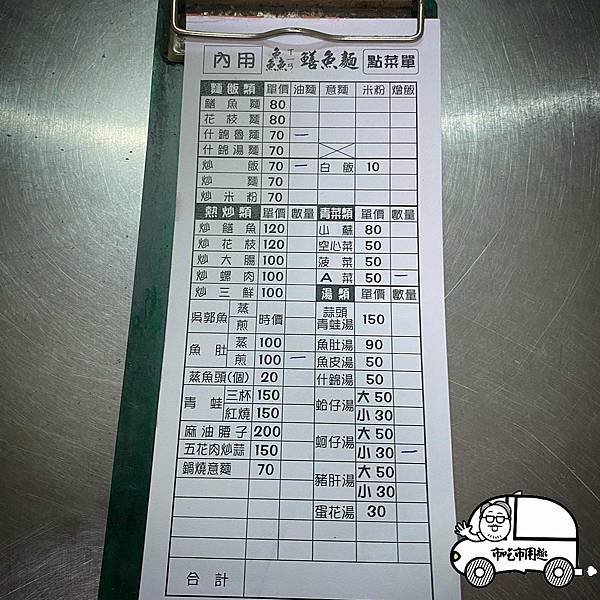 內用 鱻 鱔魚麵 點菜單
麵飯類 單價 油麵 意麵 米粉 燴飯
鱔魚麵 80
花枝麵 80
什錦魯麵 70 一
什錦湯麵 70
炒飯 70 一 白飯 10
炒麵 70
炒米粉 70
熱炒類 單價 數量 青菜類 單價 數量
炒鱔魚 120 山蘇 80
炒花枝 120 空心菜 50
炒大腸 100 菠菜 50
炒螺肉 100 A菜 50 一
炒三鮮 100 湯類 單價 數量
吳郭魚 蒸 煎 時價 蒜頭青蛙湯 150
魚肚 蒸 100 魚肚湯 90
煎 100 一 魚皮湯 50
蒸魚頭(個) 20 什錦湯 50
青蛙 三杯 150 蛤仔湯 大 50
紅燒 150 小 30
麻油腰子 200 蚵仔湯 大 50
五花肉炒蒜 150 小 30 一
鍋燒意麵 70 豬肝湯 大 50
小 30
蛋花湯 30
合計
市吃市用趣